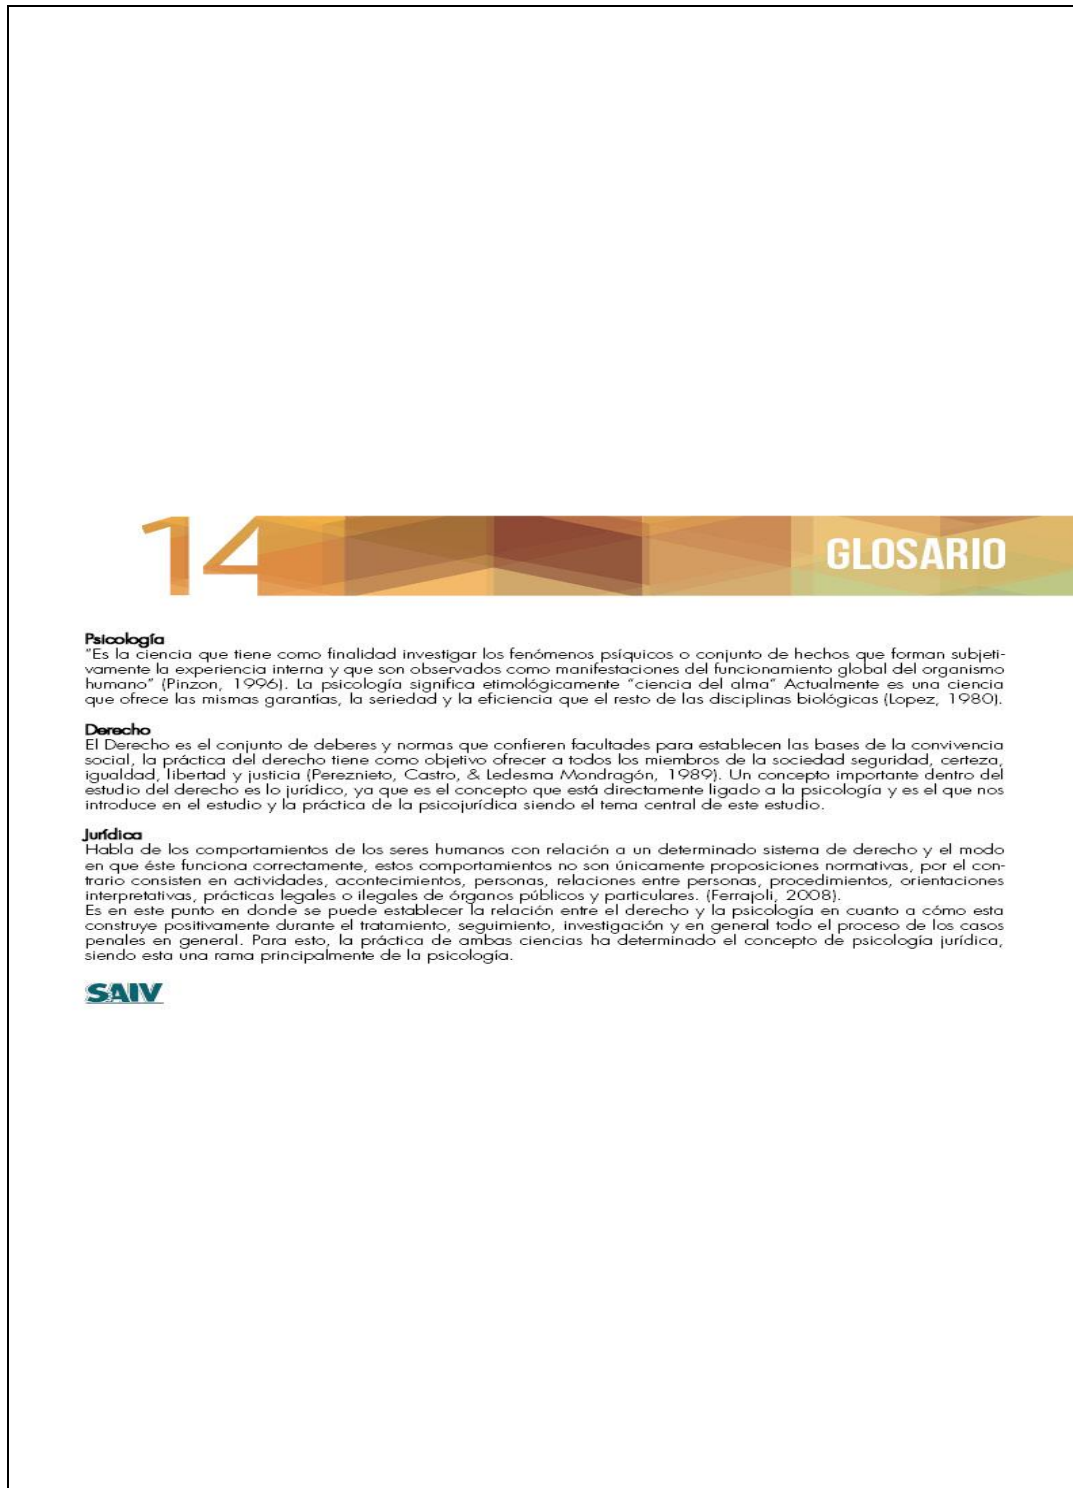 14
GLOSARIO
Psicología
"Es la ciencia que tiene como finalidad investigar los fenómenos psíquicos o conjunto de hechos que forman subjeti-
vamente la experiencia interna y que son observados como manifestaciones del funcionamiento global del organismo
humano" (Pinzon, 1996). La psicología significa etimológicamente "ciencia del alma" Actualmente es una ciencia
que ofrece las mismas garantías, la seriedad y la eficiencia que el resto de las disciplinas biológicas (Lopez, 1980).
Derecho
El Derecho es el conjunto de deberes y normas que confieren facultades para establecen las bases de la convivencia
social, la práctica del derecho tiene como objetivo ofrecer a todos los miembros de la sociedad seguridad, certeza,
igualdad, libertad y justicia (Pereznieto, Castro, & Ledesma Mondragón, 1989). Un concepto importante dentro del
estudio del derecho es lo jurídico, ya que es el concepto que está directamente ligado a la psicología y es el que nos
introduce en el estudio y la práctica de la psicojurídica siendo el tema central de este estudio.
Jurídica
Habla de los comportamientos de los seres humanos con relación a un determinado sistema de derecho y el modo
en que éste funciona correctamente, estos comportamientos no son únicamente proposiciones normativas, por el con-
trario consisten en actividades, acontecimientos, personas, relaciones entre personas, procedimientos, orientaciones
interpretativas, prácticas legales o ilegales de órganos públicos y particulares. (Ferrajoli, 2008).
Es en este punto en donde se puede establecer la relación entre el derecho y la psicología en cuanto a cómo esta
construye positivamente durante el tratamiento, seguimiento, investigación y en general todo el proceso de los casos
penales en general. Para esto, la práctica de ambas ciencias ha determinado el concepto de psicología jurídica,
siendo esta una rama principalmente de la psicología.
SAIV